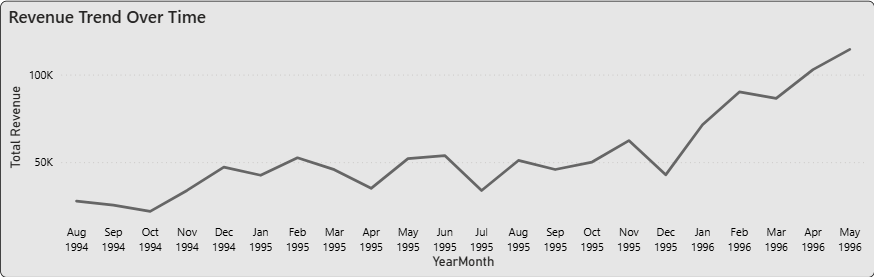 Revenue Trend Over Time
100K
50K
Total Revenue
Aug Sep Oct Nov Dec Jan Feb Mar Apr May Jun Jul Aug Sep Oct Nov Dec Jan Feb Mar Apr May
1994 1994 1994 1994 1994 1995 1995 1995 1995 1995 1995 1995 1995 1995 1995 1995 1995 1996 1996 1996 1996 1996
YearMonth